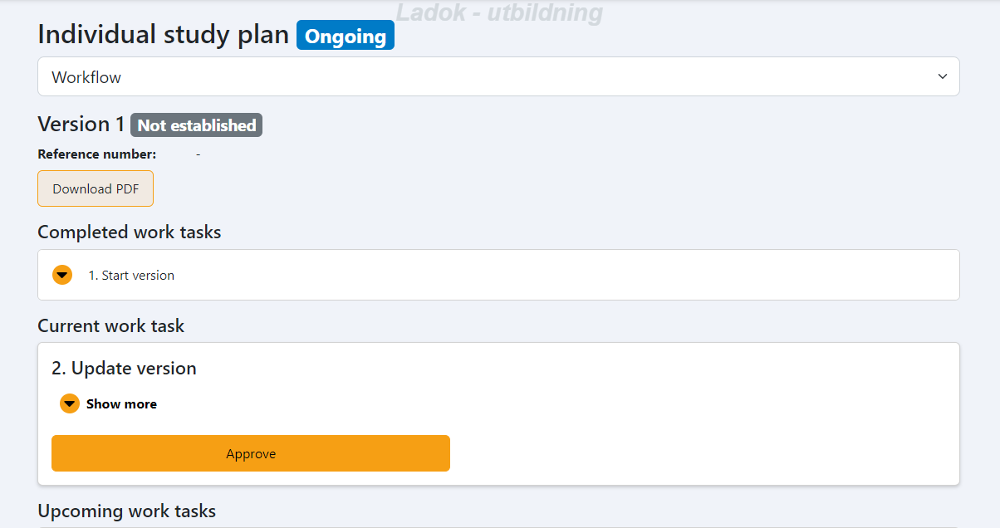 Ladok - utbildning
Individual study plan Ongoing
Workflow
Version 1 Not established
Reference number: -
Download PDF
Completed work tasks
1. Start version
Current work task
2. Update version
Show more
Approve
Upcoming work tasks